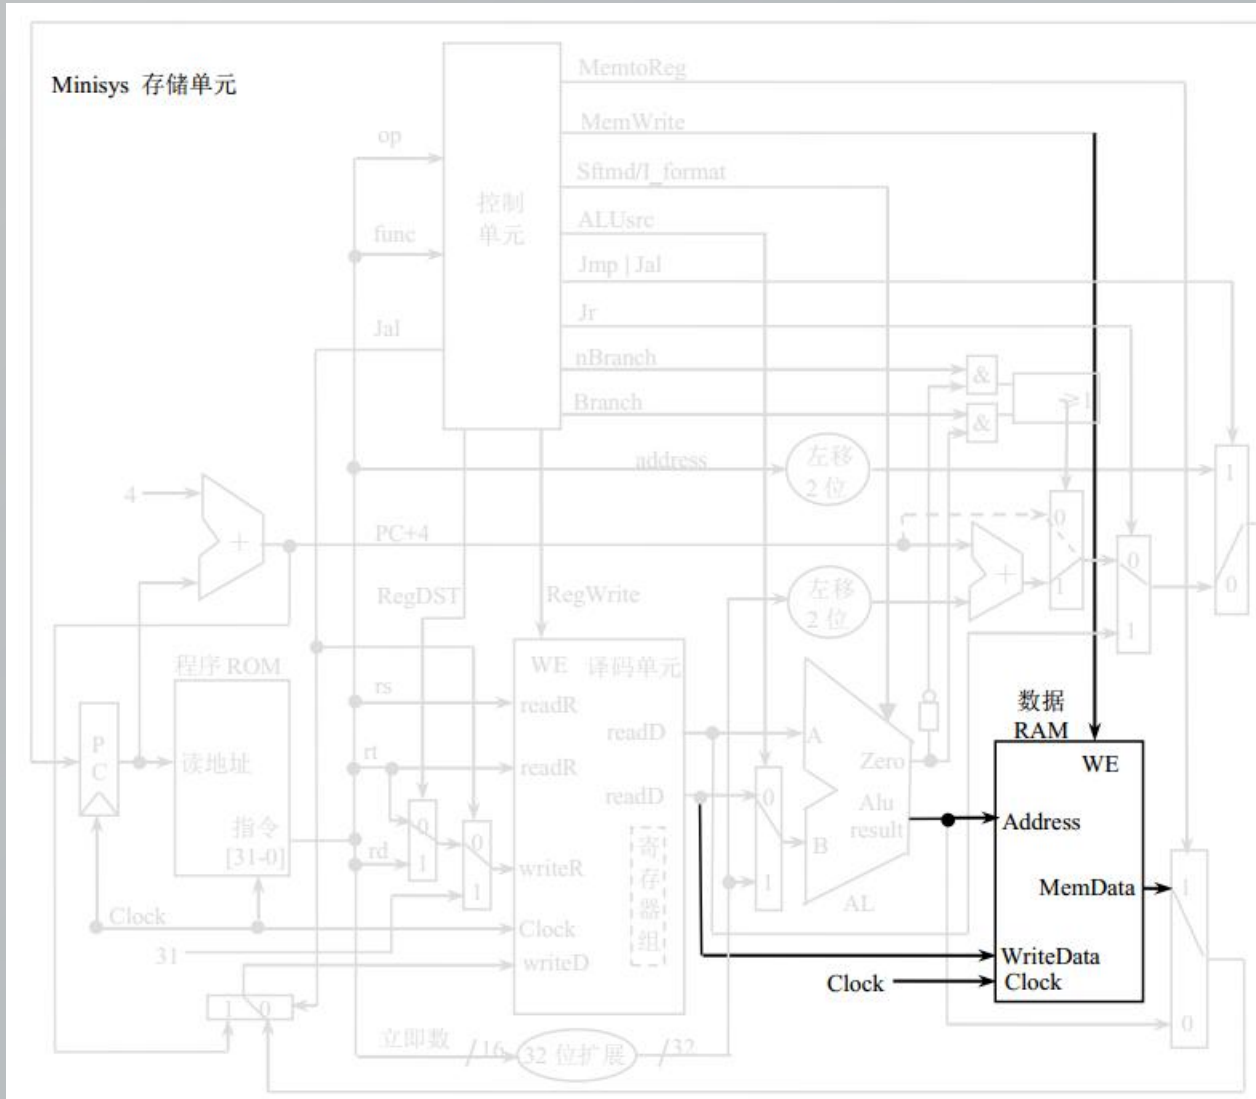 Minisys 存储单元
MemtoReg
MemWrite
op
Sftmd/I_format
控制
单元
ALUsrc
func
Jmp | Jal
Jr
Jal
nBranch
&
≥1
Branch
&
address
左移
2 位
1
4
+
PC+4
0
0
+
左移
2 位
1
0
1
RegDST
RegWrite
程序 ROM
WE 译码单元
rs
readR
数据
RAM
P
C
readD
A
读地址
rt
readR
Zero
WE
readD
0
Alu
result
指令
[31-0]
0
0
Address
rd
1
writeR
寄
存
器
组
B
1
1
MemData
1
AL
Clock
Clock
31
writeD
WriteData
Clock
Clock
1 0
0
立即数
/16
32 位扩展
/32